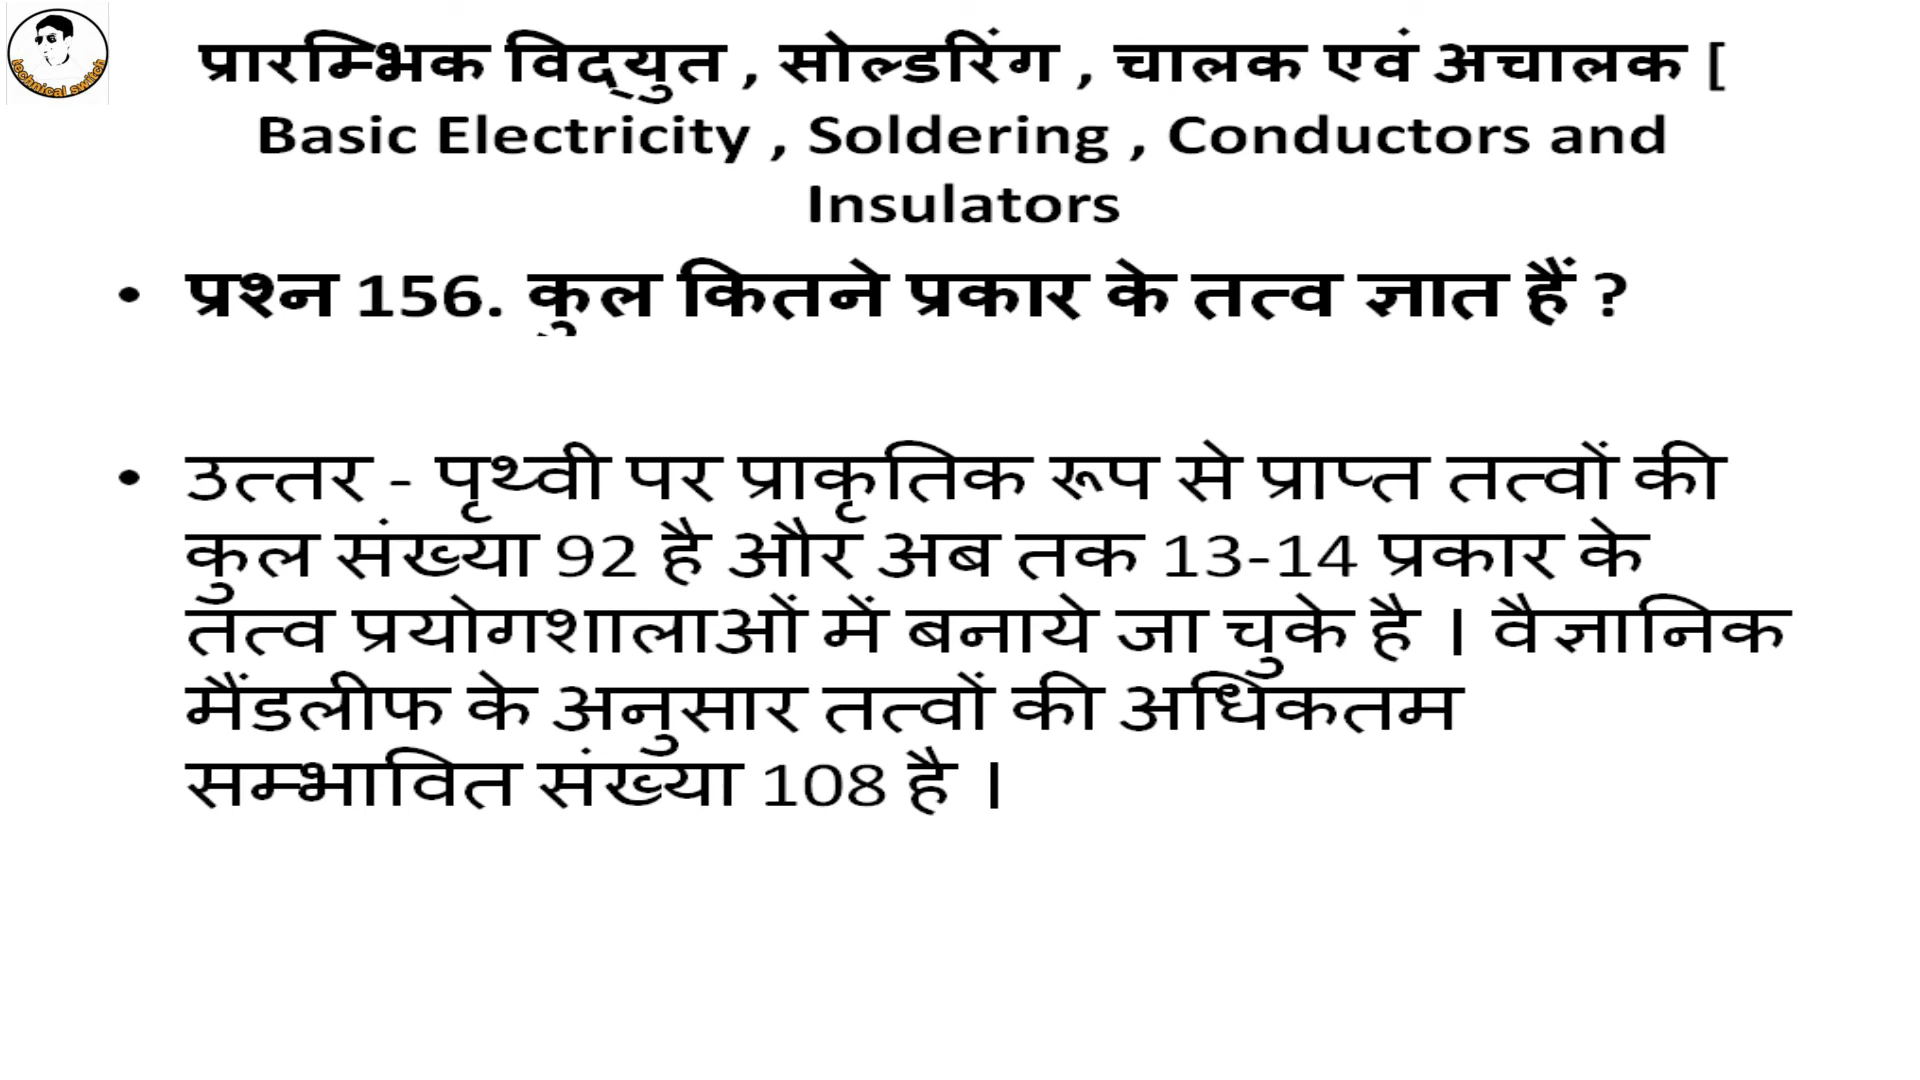 technical switch
प्रारम्भिक विद्युत , सोल्डरिंग , चालक एवं अचालक [
Basic Electricity , Soldering , Conductors and
Insulators
• प्रश्न 156. कुल कितने प्रकार के तत्व ज्ञात हैं ?
• उत्तर - पृथ्वी पर प्राकृतिक रूप से प्राप्त तत्वों की
कुल संख्या 92 है और अब तक 13-14 प्रकार के
तत्व प्रयोगशालाओं में बनाये जा चुके है । वैज्ञानिक
मैंडलीफ के अनुसार तत्वों की अधिकतम
सम्भावित संख्या 108 है ।